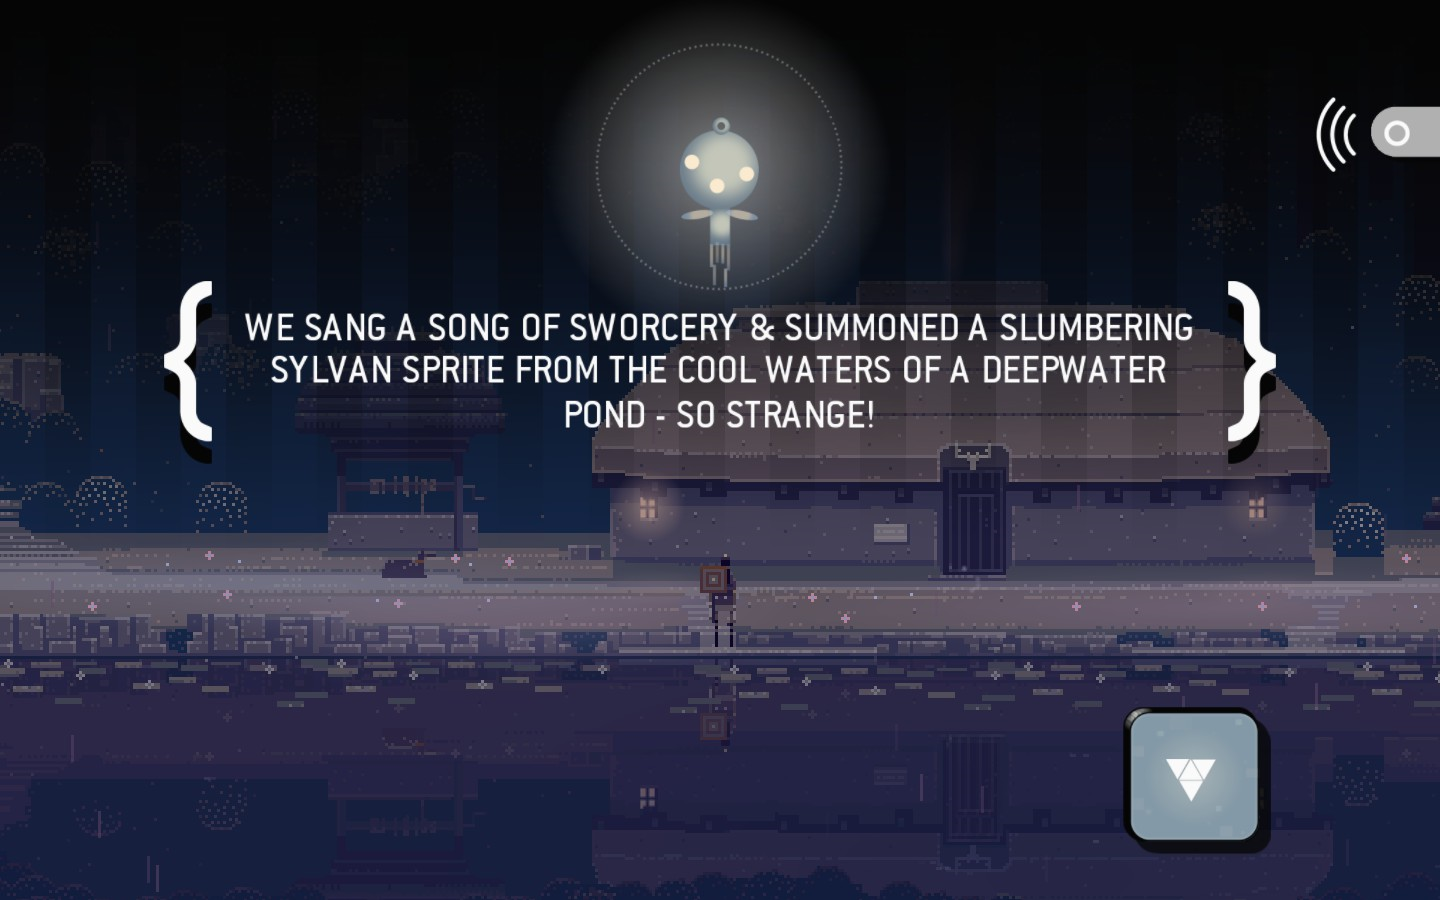 WE SANG A SONG OF SWORCERY & SUMMONED A SLUMBERING
SYLVAN SPRITE FROM THE COOL WATERS OF A DEEPWATER
POND - SO STRANGE!